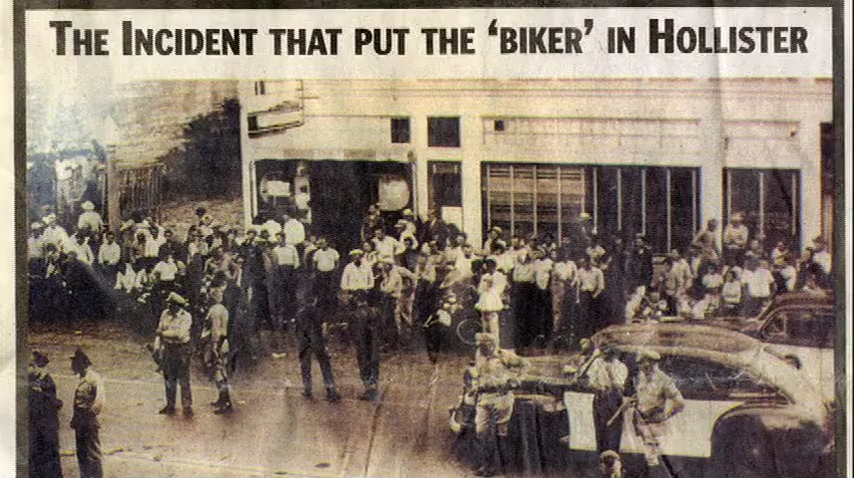 THE INCIDENT THAT PUT THE ‘BIKER’ IN HOLLISTER